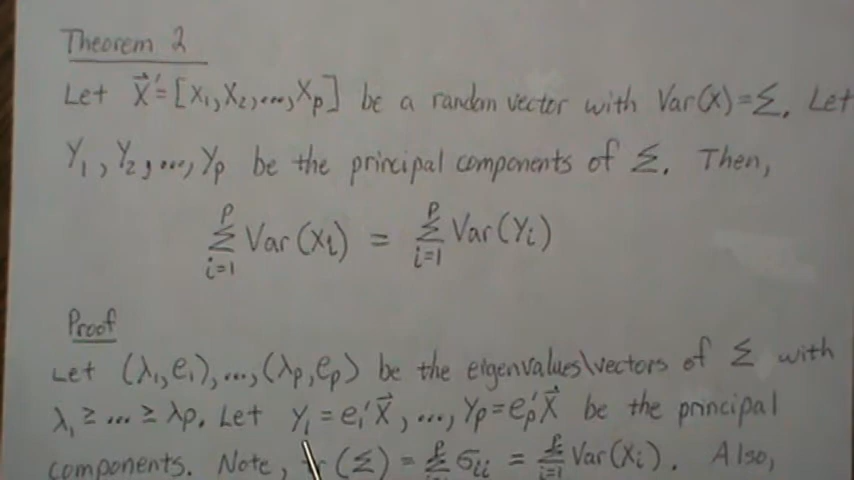 Theorem 2
Let X⃗' = [X₁, X₂, ..., Xₚ] be a random vector with Var(X) = Σ. Let
Y₁, Y₂, ..., Yₚ be the principal components of Σ. Then,
∑ᵢ₌₁ᵖ Var(Xᵢ) = ∑ᵢ₌₁ᵖ Var(Yᵢ)
Proof
Let (λ₁, e₁), ..., (λₚ, eₚ) be the eigenvalues\vectors of Σ with
λ₁ ≥ ... ≥ λₚ. Let Y₁ = e₁'X⃗, ..., Yₚ = eₚ'X⃗ be the principal
components. Note, (Σ) = ∑ σᵢᵢ = ∑ᵢ₌₁ᵖ Var(Xᵢ). Also,